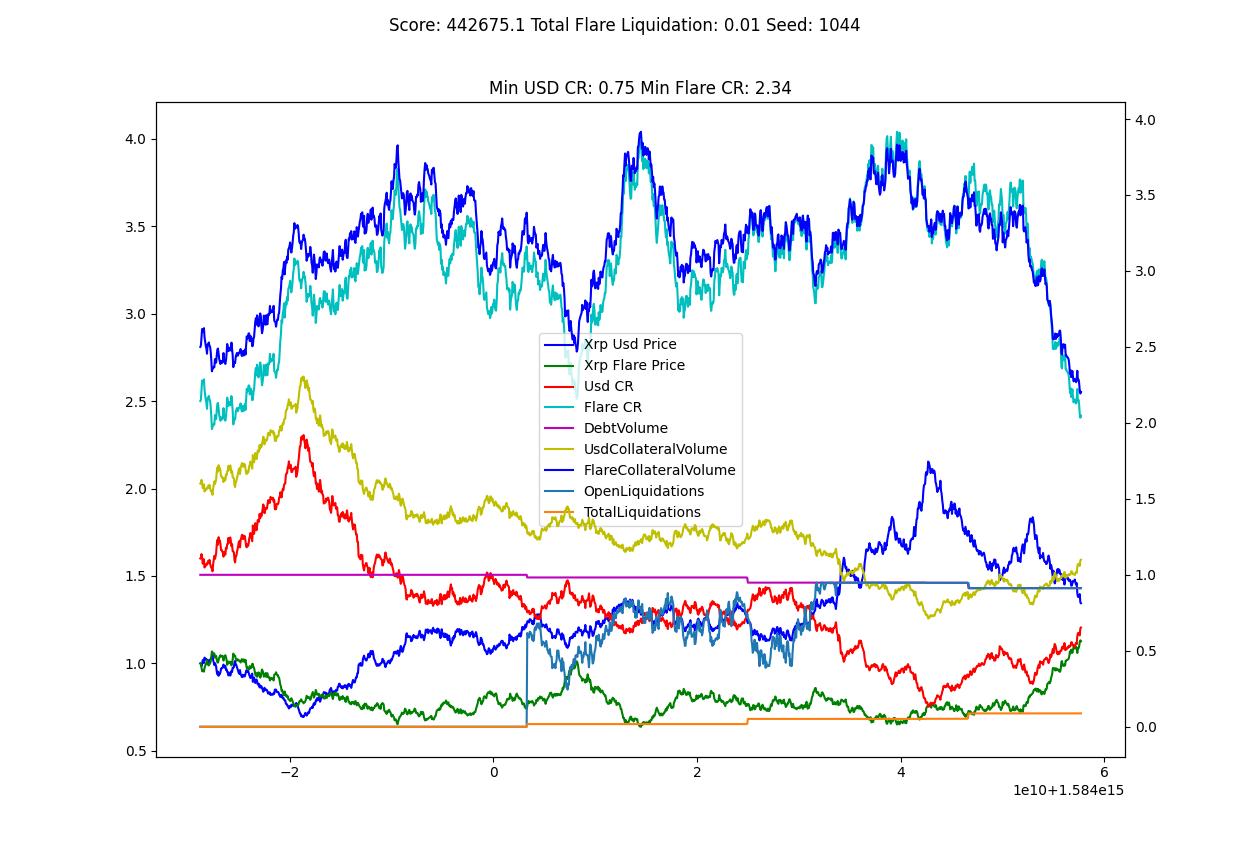 Score: 442675.1 Total Flare Liquidation: 0.01 Seed: 1044
Min USD CR: 0.75 Min Flare CR: 2.34
4.0
3.5
3.0
2.5
2.0
1.5
1.0
0.5
4.0
3.5
3.0
2.5
2.0
1.5
1.0
0.5
0.0
Xrp Usd Price
Xrp Flare Price
Usd CR
Flare CR
DebtVolume
UsdCollateralVolume
FlareCollateralVolume
OpenLiquidations
TotalLiquidations
−2 0 2 4 6
1e10+1.584e15